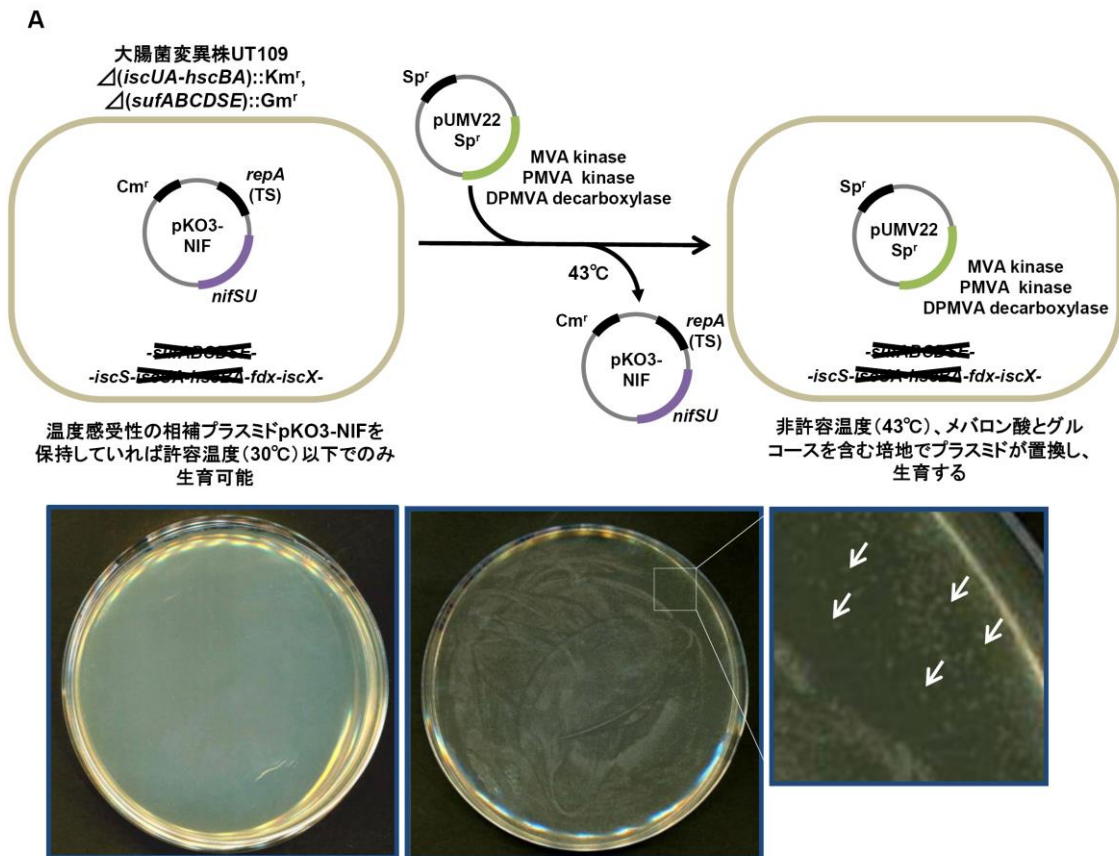 A
大腸菌変異株UT109
⊿(iscUA-hscBA)::Kmʳ,
⊿(sufABCDSE)::Gmʳ
Cmʳ
repA
(TS)
pKO3-
NIF
nifSU
-sufABCDSE-
-iscS-iscUA-hscBA-fdx-iscX-
温度感受性の相補プラスミドpKO3-NIFを
保持していれば許容温度(30℃)以下でのみ
生育可能
Spʳ
pUMV22
Spʳ
MVA kinase
PMVA kinase
DPMVA decarboxylase
43℃
Cmʳ
repA
(TS)
pKO3-
NIF
nifSU
Spʳ
pUMV22
Spʳ
MVA kinase
PMVA kinase
DPMVA decarboxylase
-sufABCDSE-
-iscS-iscUA-hscBA-fdx-iscX-
非許容温度(43℃)、メバロン酸とグル
コースを含む培地でプラスミドが置換し、
生育する